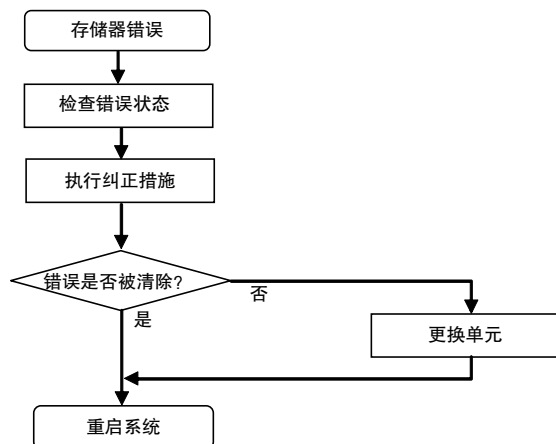 存储器错误
检查错误状态
执行纠正措施
错误是否被清除?
否
是
更换单元
重启系统